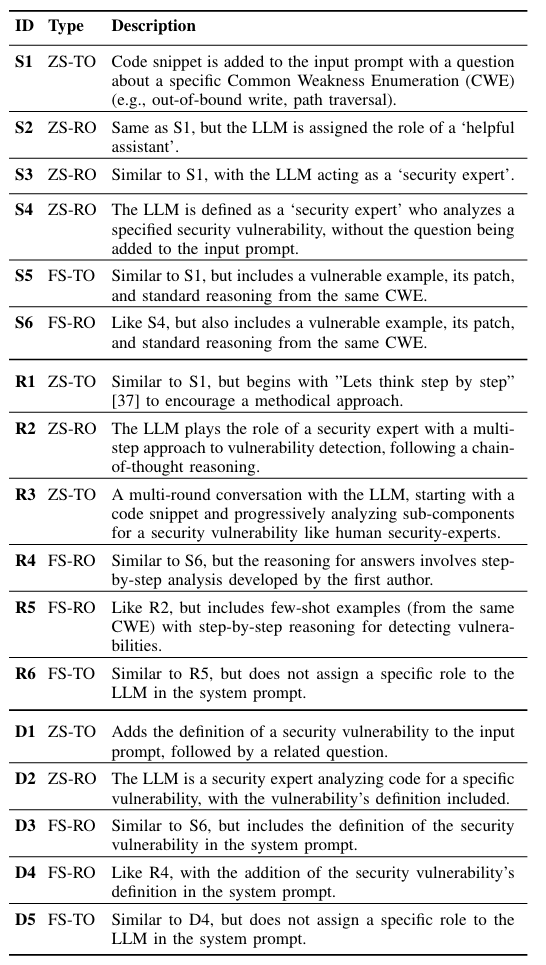 ID Type Description
S1 ZS-TO Code snippet is added to the input prompt with a question
about a specific Common Weakness Enumeration (CWE)
(e.g., out-of-bound write, path traversal).
S2 ZS-RO Same as S1, but the LLM is assigned the role of a ‘helpful
assistant’.
S3 ZS-RO Similar to S1, with the LLM acting as a ‘security expert’.
S4 ZS-RO The LLM is defined as a ‘security expert’ who analyzes a
specified security vulnerability, without the question being
added to the input prompt.
S5 FS-TO Similar to S1, but includes a vulnerable example, its patch,
and standard reasoning from the same CWE.
S6 FS-RO Like S4, but also includes a vulnerable example, its patch,
and standard reasoning from the same CWE.
R1 ZS-TO Similar to S1, but begins with ”Lets think step by step”
[37] to encourage a methodical approach.
R2 ZS-RO The LLM plays the role of a security expert with a multi-
step approach to vulnerability detection, following a chain-
of-thought reasoning.
R3 ZS-TO A multi-round conversation with the LLM, starting with a
code snippet and progressively analyzing sub-components
for a security vulnerability like human security-experts.
R4 FS-RO Similar to S6, but the reasoning for answers involves step-
by-step analysis developed by the first author.
R5 FS-RO Like R2, but includes few-shot examples (from the same
CWE) with step-by-step reasoning for detecting vulnera-
bilities.
R6 FS-TO Similar to R5, but does not assign a specific role to the
LLM in the system prompt.
D1 ZS-TO Adds the definition of a security vulnerability to the input
prompt, followed by a related question.
D2 ZS-RO The LLM is a security expert analyzing code for a specific
vulnerability, with the vulnerability’s definition included.
D3 FS-RO Similar to S6, but includes the definition of the security
vulnerability in the system prompt.
D4 FS-RO Like R4, with the addition of the security vulnerability’s
definition in the system prompt.
D5 FS-TO Similar to D4, but does not assign a specific role to the
LLM in the system prompt.